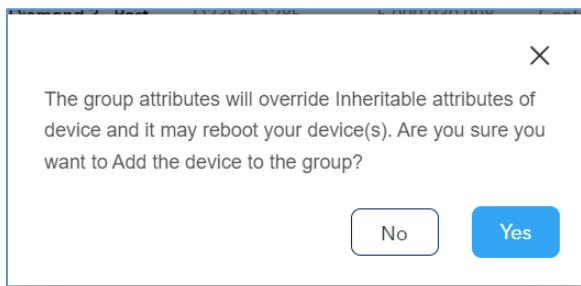 The group attributes will override Inheritable attributes of
device and it may reboot your device(s). Are you sure you
want to Add the device to the group?
No
Yes